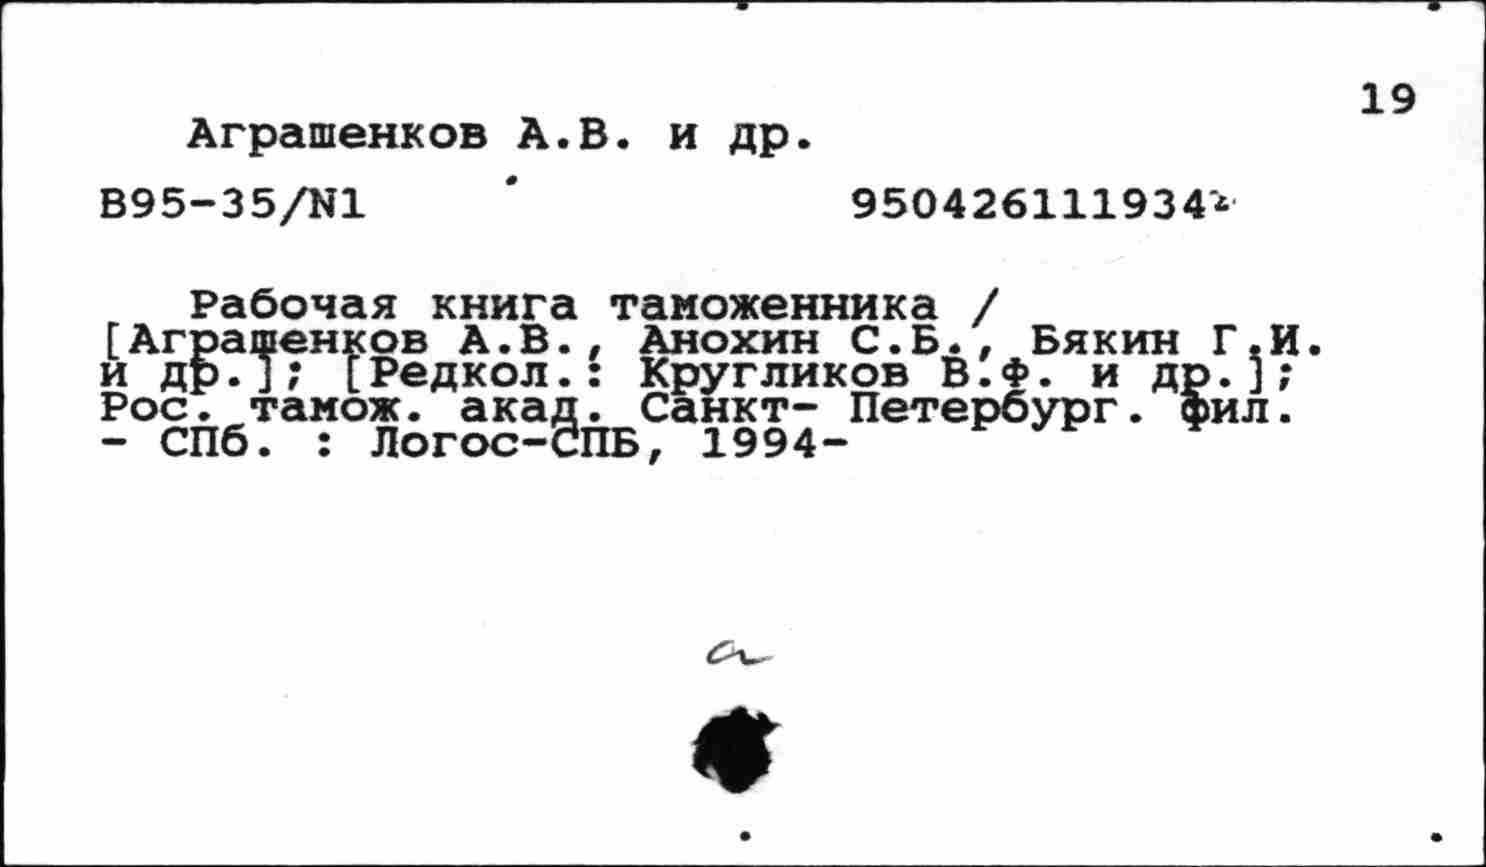 19
Аграшенков А.В. и др.
В95-35/N1 950426111934
Рабочая книга таможенника /
[Аграшенков А.В., Анохин С.Б., Бякин Г.И.
и др.]; [Редкол.: Кругликов В.Ф. и др.];
Рос. тамож. акад. Санкт- Петербург. фил.
- СПб. : Логос-СПБ, 1994-
а